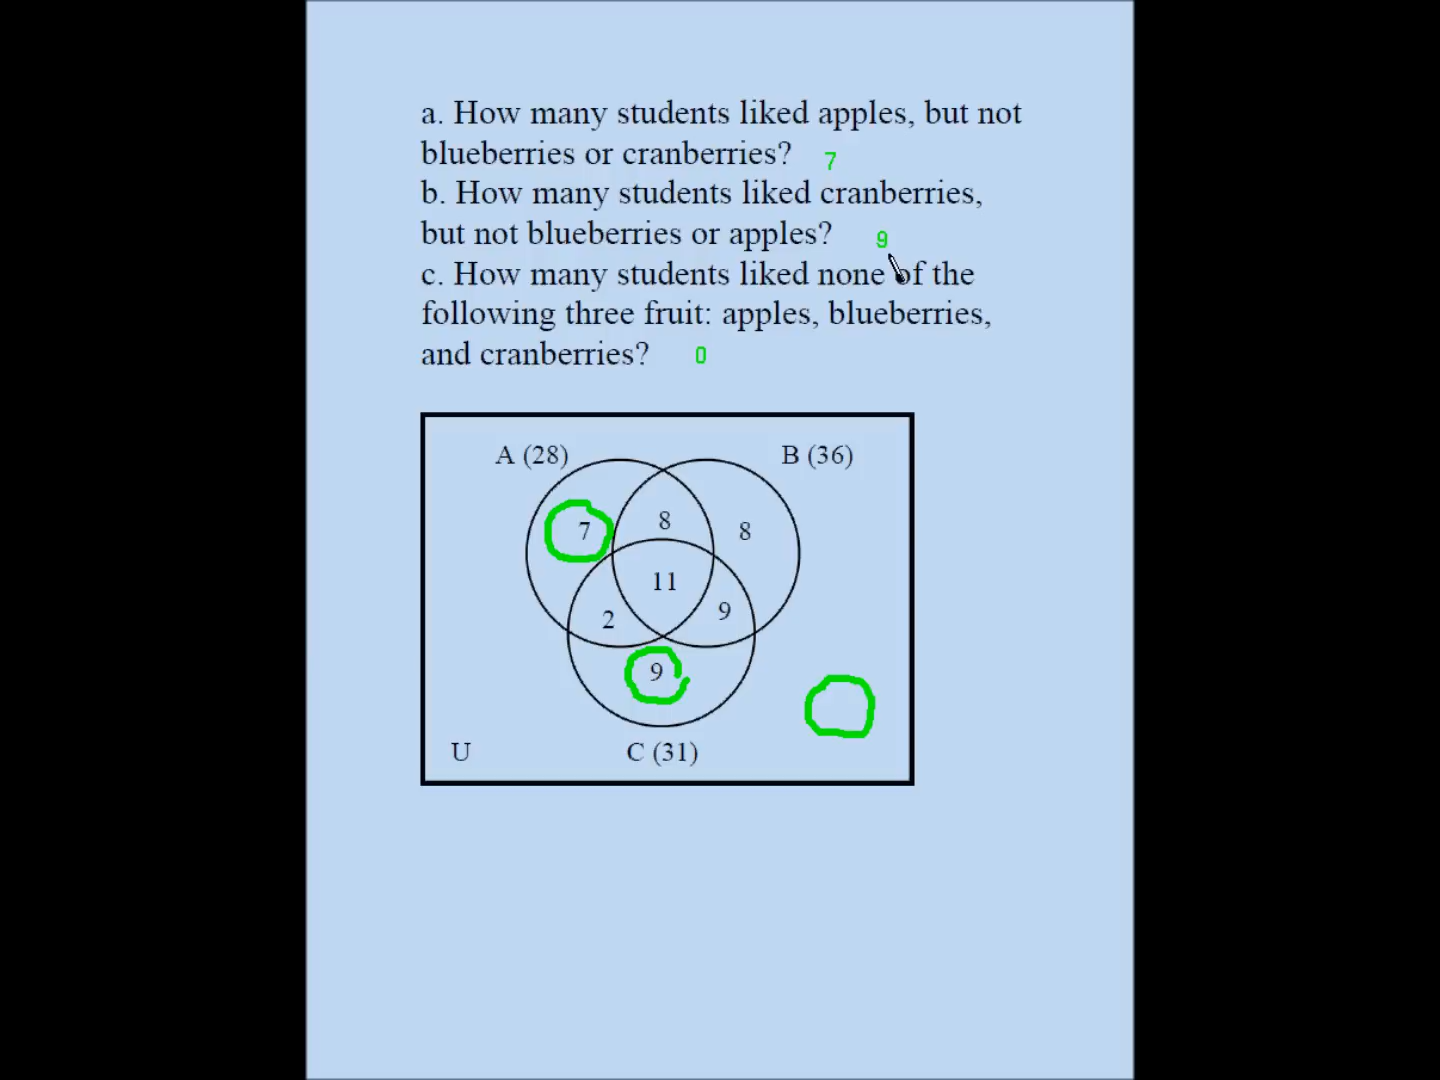 a. How many students liked apples, but not
blueberries or cranberries? 7
b. How many students liked cranberries,
but not blueberries or apples? 9
c. How many students liked none of the
following three fruit: apples, blueberries,
and cranberries? 0
A (28) B (36)
7 8 8
11
2 9
9
U C (31)